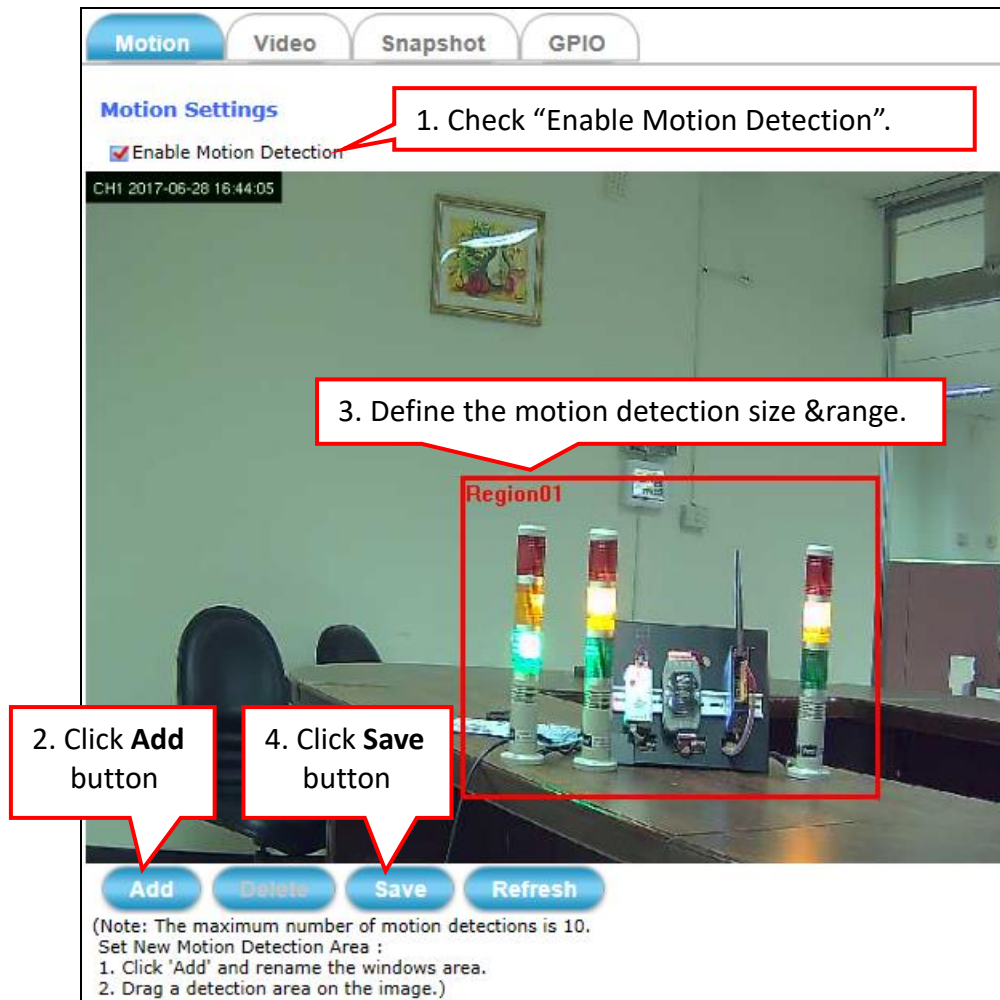 Motion Video Snapshot GPIO
Motion Settings
1. Check “Enable Motion Detection”.
Enable Motion Detection
CH1 2017-06-28 16:44:05
3. Define the motion detection size &range.
Region01
2. Click Add
button
4. Click Save
button
Add Delete Save Refresh
(Note: The maximum number of motion detections is 10.
Set New Motion Detection Area :
1. Click 'Add' and rename the windows area.
2. Drag a detection area on the image.)